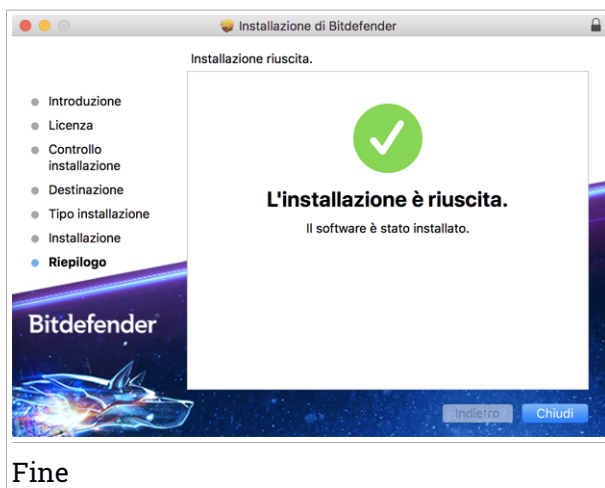 Installazione di Bitdefender
Installazione riuscita.
Introduzione
Licenza
Controllo
installazione
Destinazione
Tipo installazione
Installazione
Riepilogo
L'installazione è riuscita.
Il software è stato installato.
Bitdefender
Indietro
Chiudi
Fine